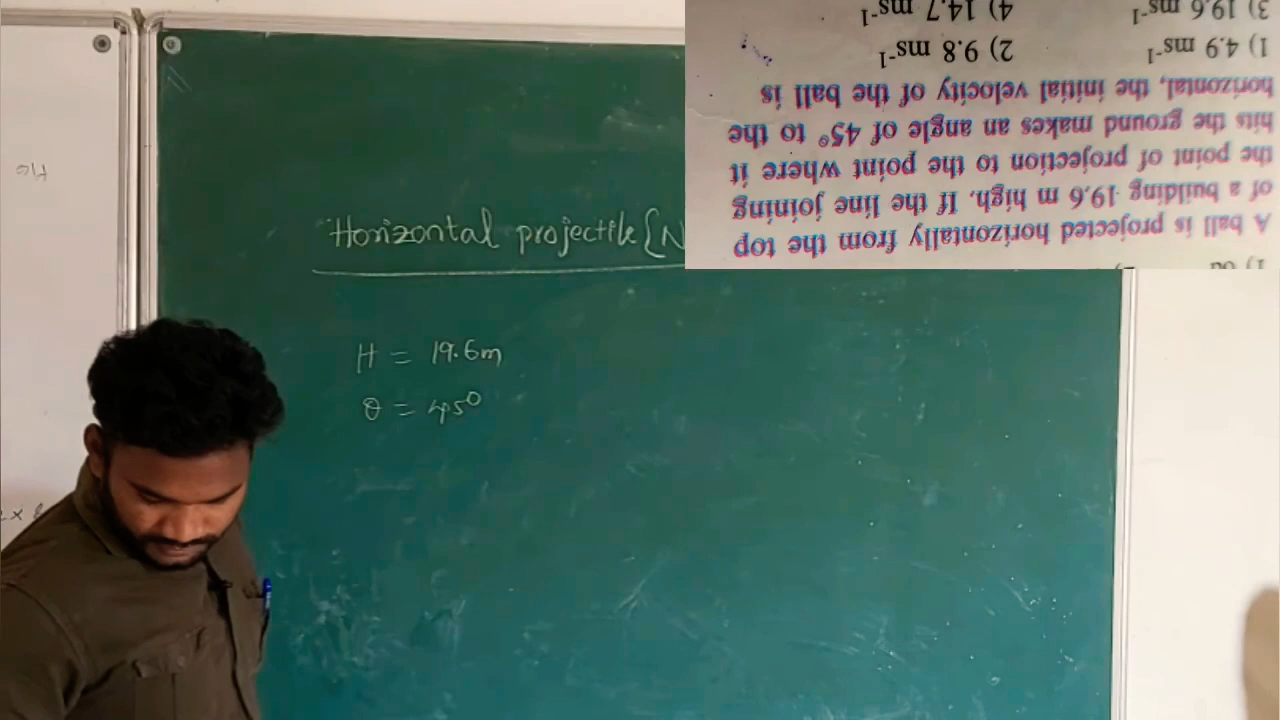 Horizontal projectile {N
H = 19.6m
θ = 45°
A ball is projected horizontally from the top
of a building 19.6 m high. If the line joining
the point of projection to the point where it
hits the ground makes an angle of 45° to the
horizontal, the initial velocity of the ball is
1) 4.9 ms⁻¹ 2) 9.8 ms⁻¹
3) 19.6 ms⁻¹ 4) 14.7 ms⁻¹